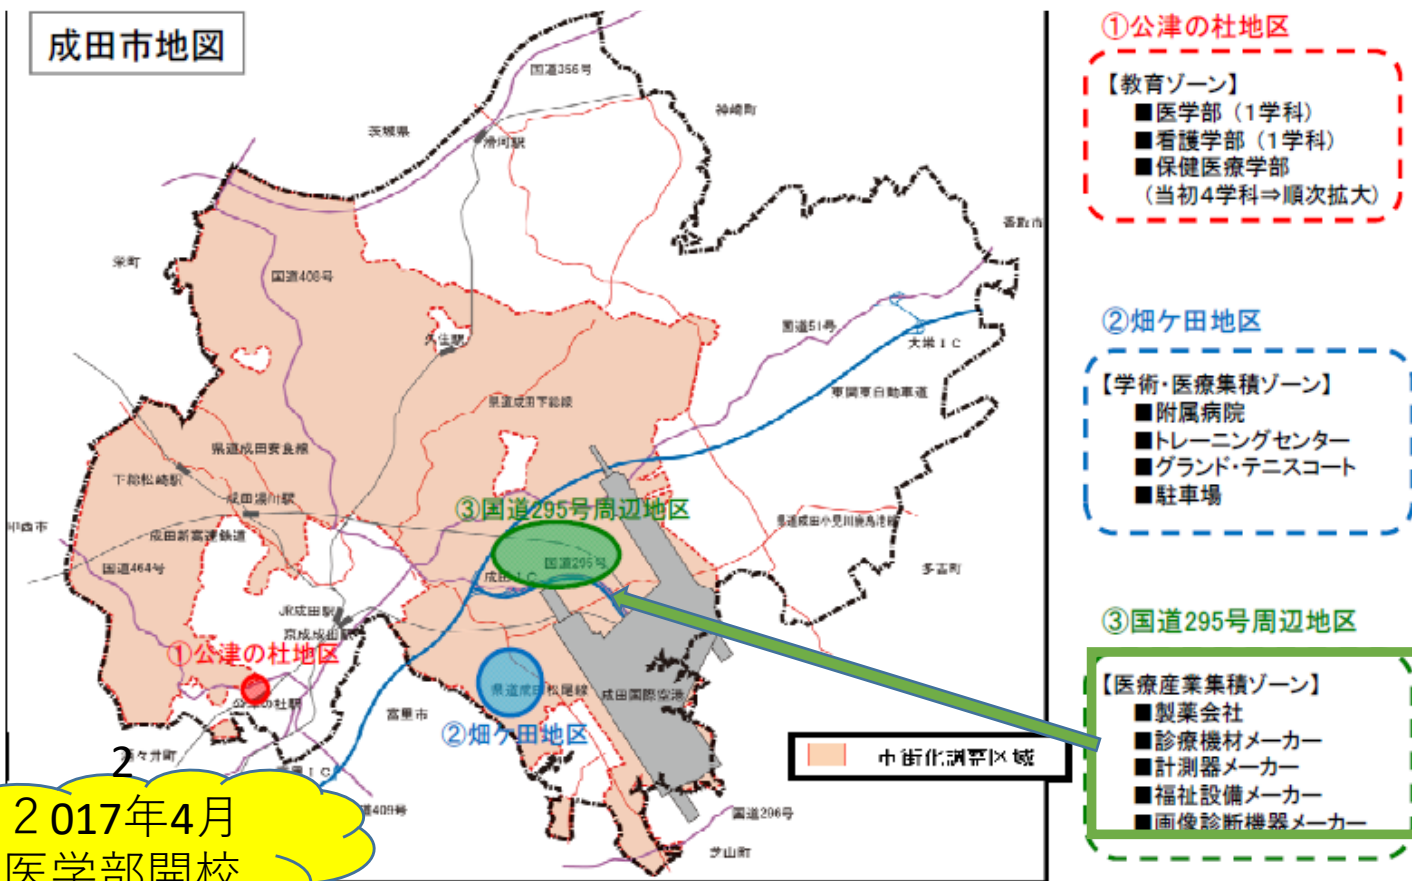 成田市地図
国道356号
神崎町
茨城県
滑河駅
香取市
栄町
国道408号
国道51号
大栄IC
久住駅
東関東自動車道
県道成田下総線
県道成田安食線
下総松崎駅
成田湯川駅
③国道295号周辺地区
印西市
成田新高速鉄道
国道464号
成田IC
国道295号
多古町
JR成田駅
京成成田駅
①公津の杜地区
公津の杜駅
県道成田松尾線
成田国際空港
富里市
②畑ケ田地区
市街化調整区域
国道296号
芝山町
2
２017年4月
医学部開校
①公津の杜地区
【教育ゾーン】
■医学部（1学科）
■看護学部（1学科）
■保健医療学部
（当初4学科⇒順次拡大）
②畑ケ田地区
【学術・医療集積ゾーン】
■附属病院
■トレーニングセンター
■グランド・テニスコート
■駐車場
③国道295号周辺地区
【医療産業集積ゾーン】
■製薬会社
■診療機材メーカー
■計測器メーカー
■福祉設備メーカー
■画像診断機器メーカー